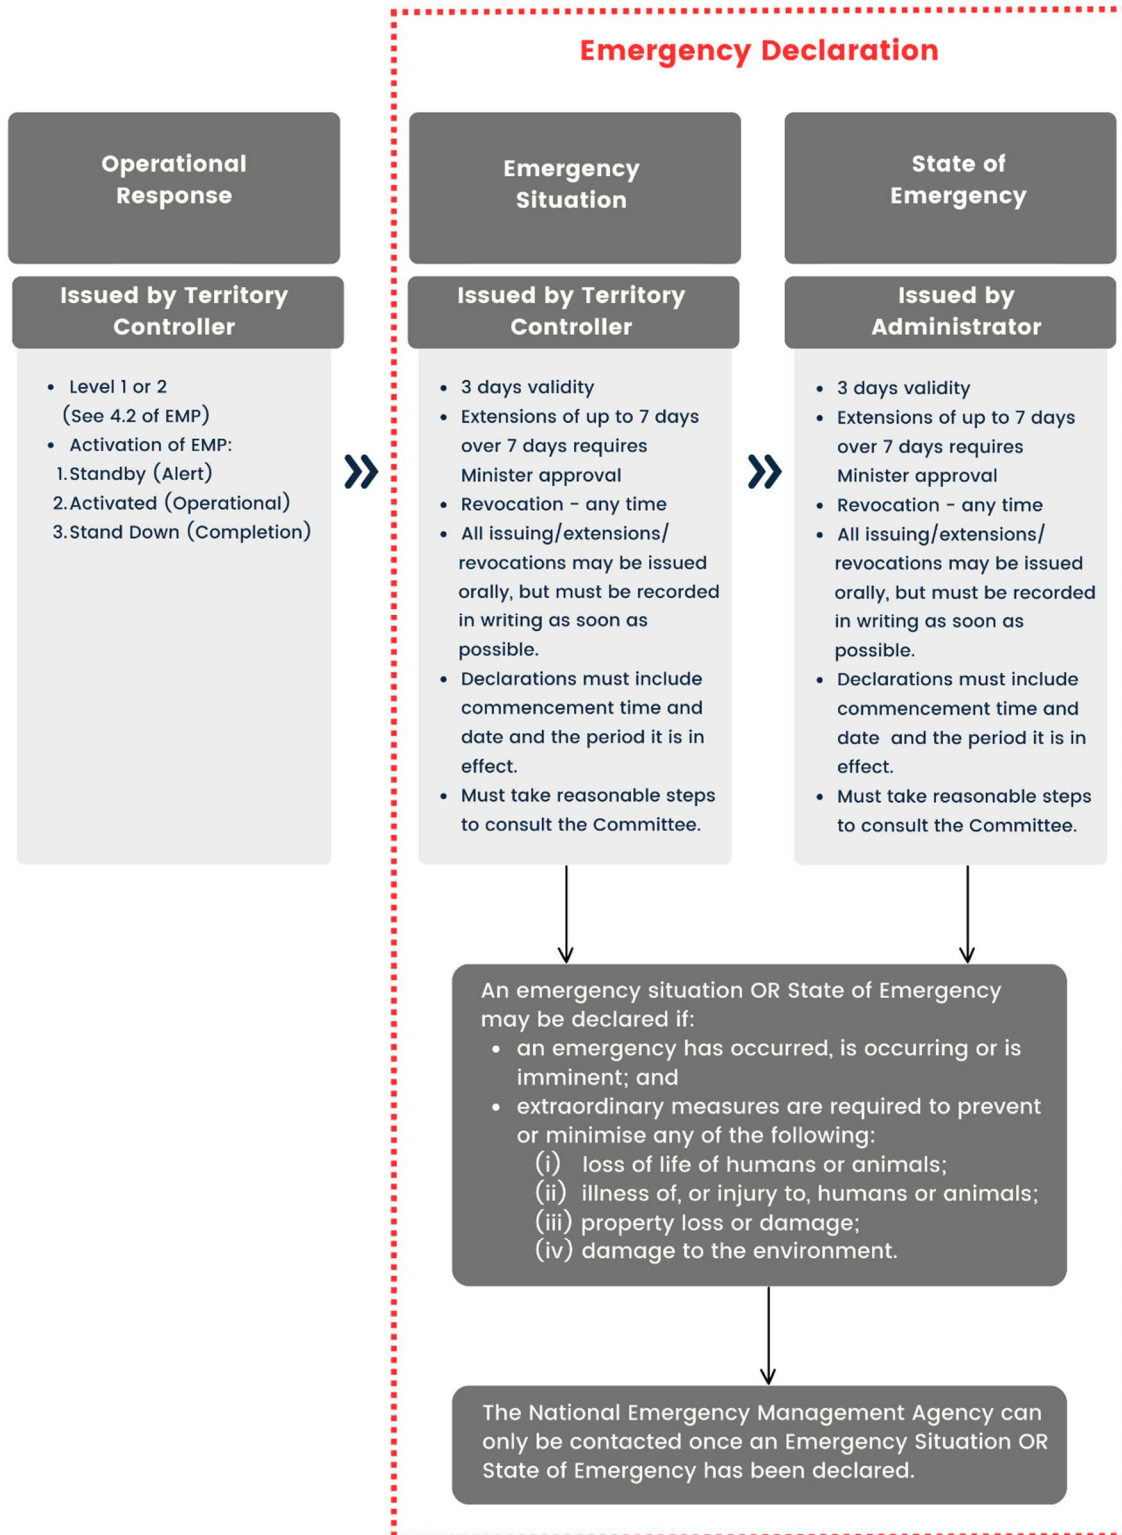 Emergency Declaration
Operational
Response
Issued by Territory
Controller
• Level 1 or 2
(See 4.2 of EMP)
• Activation of EMP:
1.Standby (Alert)
2.Activated (Operational)
3.Stand Down (Completion)
Emergency
Situation
Issued by Territory
Controller
• 3 days validity
• Extensions of up to 7 days
over 7 days requires
Minister approval
• Revocation - any time
• All issuing/extensions/
revocations may be issued
orally, but must be recorded
in writing as soon as
possible.
• Declarations must include
commencement time and
date and the period it is in
effect.
• Must take reasonable steps
to consult the Committee.
State of
Emergency
Issued by
Administrator
• 3 days validity
• Extensions of up to 7 days
over 7 days requires
Minister approval
• Revocation - any time
• All issuing/extensions/
revocations may be issued
orally, but must be recorded
in writing as soon as
possible.
• Declarations must include
commencement time and
date and the period it is in
effect.
• Must take reasonable steps
to consult the Committee.
An emergency situation OR State of Emergency
may be declared if:
• an emergency has occurred, is occurring or is
imminent; and
• extraordinary measures are required to prevent
or minimise any of the following:
(i) loss of life of humans or animals;
(ii) illness of, or injury to, humans or animals;
(iii) property loss or damage;
(iv) damage to the environment.
The National Emergency Management Agency can
only be contacted once an Emergency Situation OR
State of Emergency has been declared.